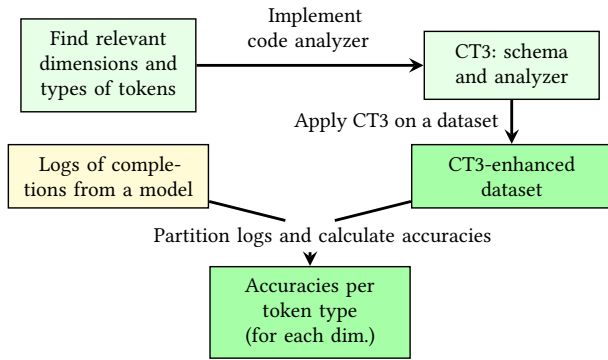 Find relevant
dimensions and
types of tokens
Implement
code analyzer
CT3: schema
and analyzer
Apply CT3 on a dataset
Logs of comple-
tions from a model
CT3-enhanced
dataset
Partition logs and calculate accuracies
Accuracies per
token type
(for each dim.)